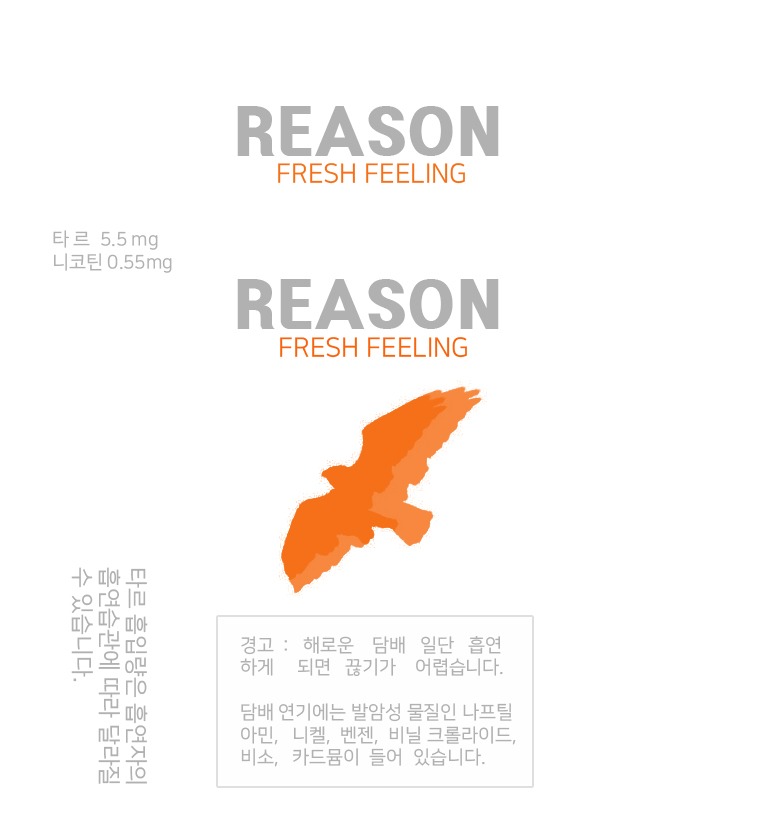 REASON
FRESH FEELING
타르 5.5mg
니코틴 0.55mg
REASON
FRESH FEELING
타르 흡입량은 흡연자의
흡연습관에 따라 달라질
수 있습니다.
경고 : 해로운 담배 일단 흡연
하게 되면 끊기가 어렵습니다.
담배 연기에는 발암성 물질인 나프틸
아민, 니켈, 벤젠, 비닐 크롤라이드,
비소, 카드뮴이 들어 있습니다.